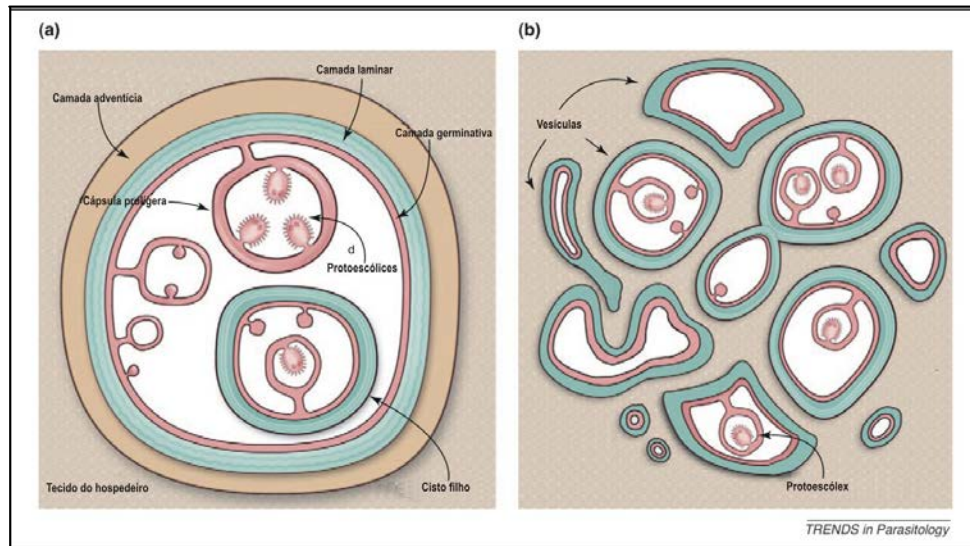 (a)
(b)
Camada laminar
Camada adventícia
Camada germinativa
Vesículas
Cápsula prolígera
d
Protoescólices
Tecido do hospedeiro
Cisto filho
Protoescólex
TRENDS in Parasitology